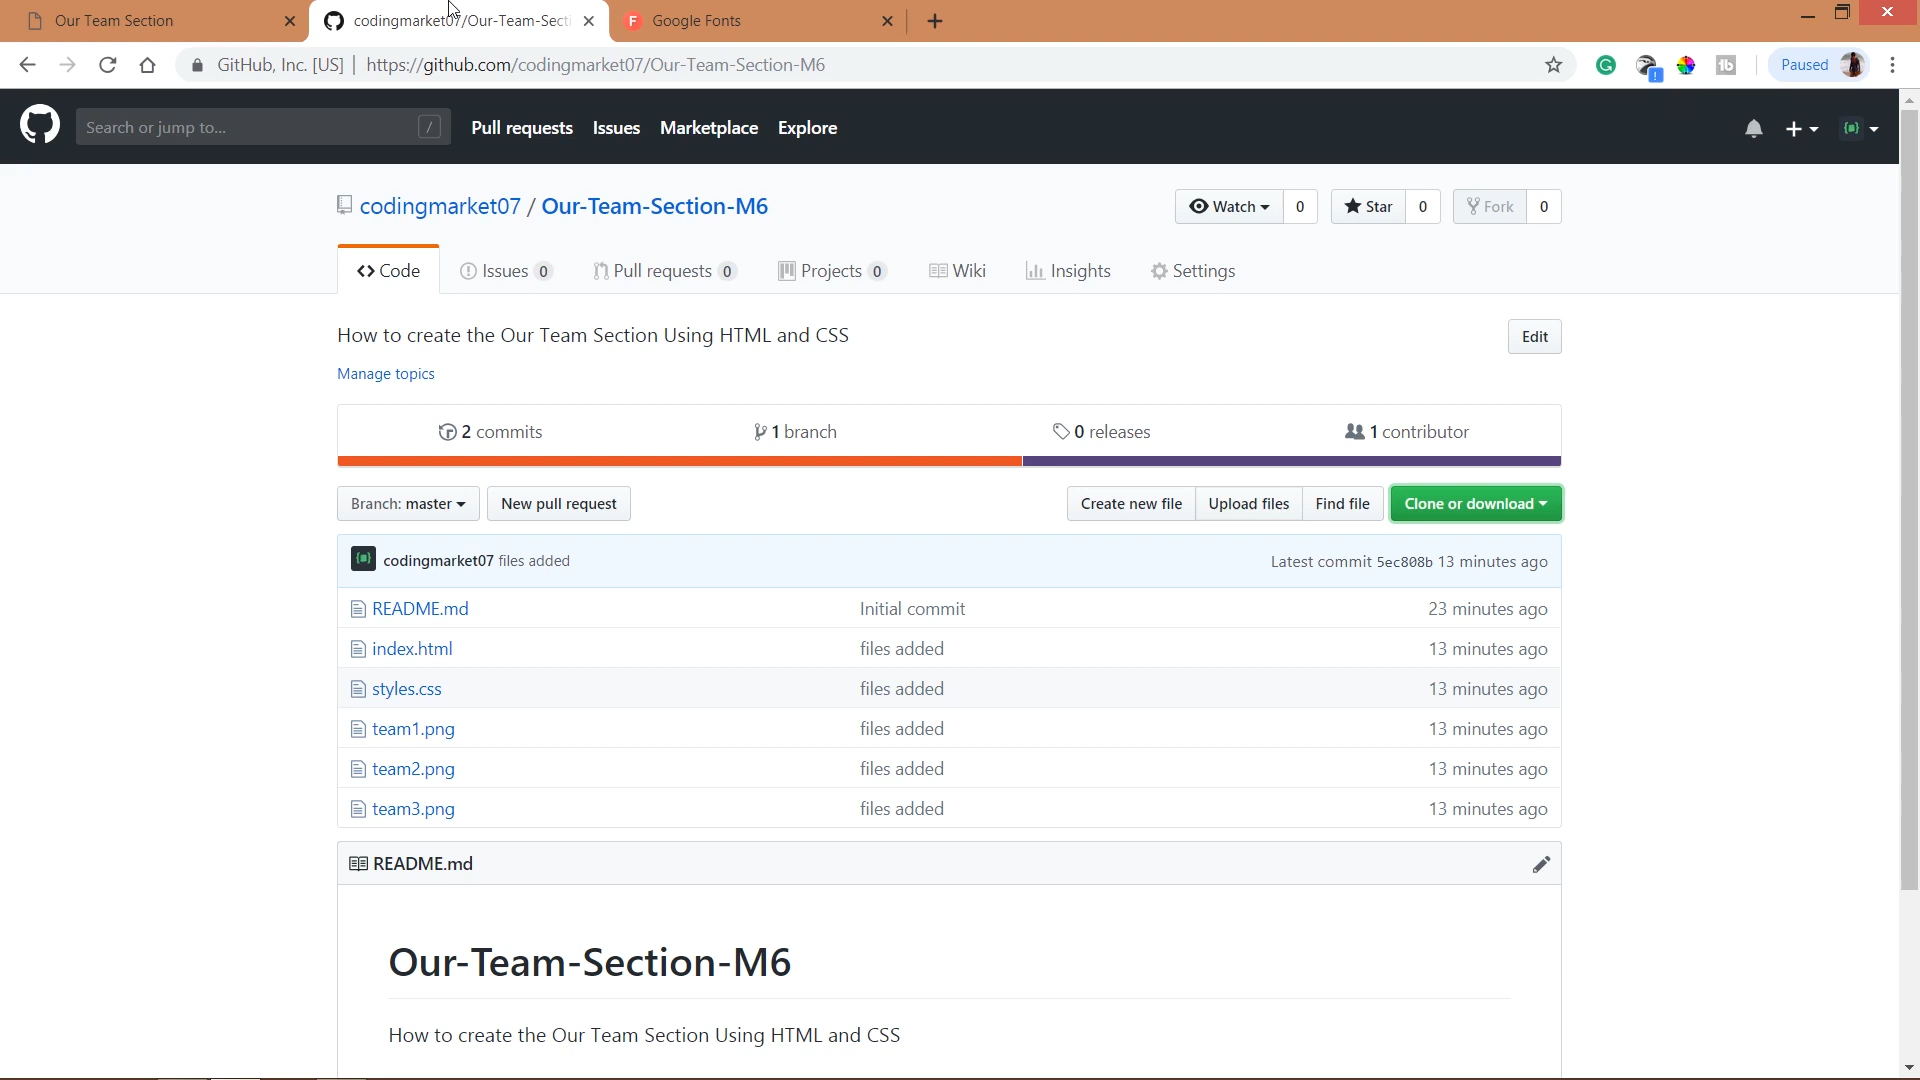 Our Team Section
codingmarket07/Our-Team-Secti
F Google Fonts
GitHub, Inc. [US] | https://github.com/codingmarket07/Our-Team-Section-M6
Paused
Search or jump to... /
Pull requests Issues Marketplace Explore
codingmarket07 / Our-Team-Section-M6
Watch 0 Star 0 Fork 0
<> Code Issues 0 Pull requests 0 Projects 0 Wiki Insights Settings
How to create the Our Team Section Using HTML and CSS
Edit
Manage topics
2 commits 1 branch 0 releases 1 contributor
Branch: master New pull request Create new file Upload files Find file Clone or download
codingmarket07 files added Latest commit 5ec808b 13 minutes ago
README.md Initial commit 23 minutes ago
index.html files added 13 minutes ago
styles.css files added 13 minutes ago
team1.png files added 13 minutes ago
team2.png files added 13 minutes ago
team3.png files added 13 minutes ago
README.md
Our-Team-Section-M6
How to create the Our Team Section Using HTML and CSS